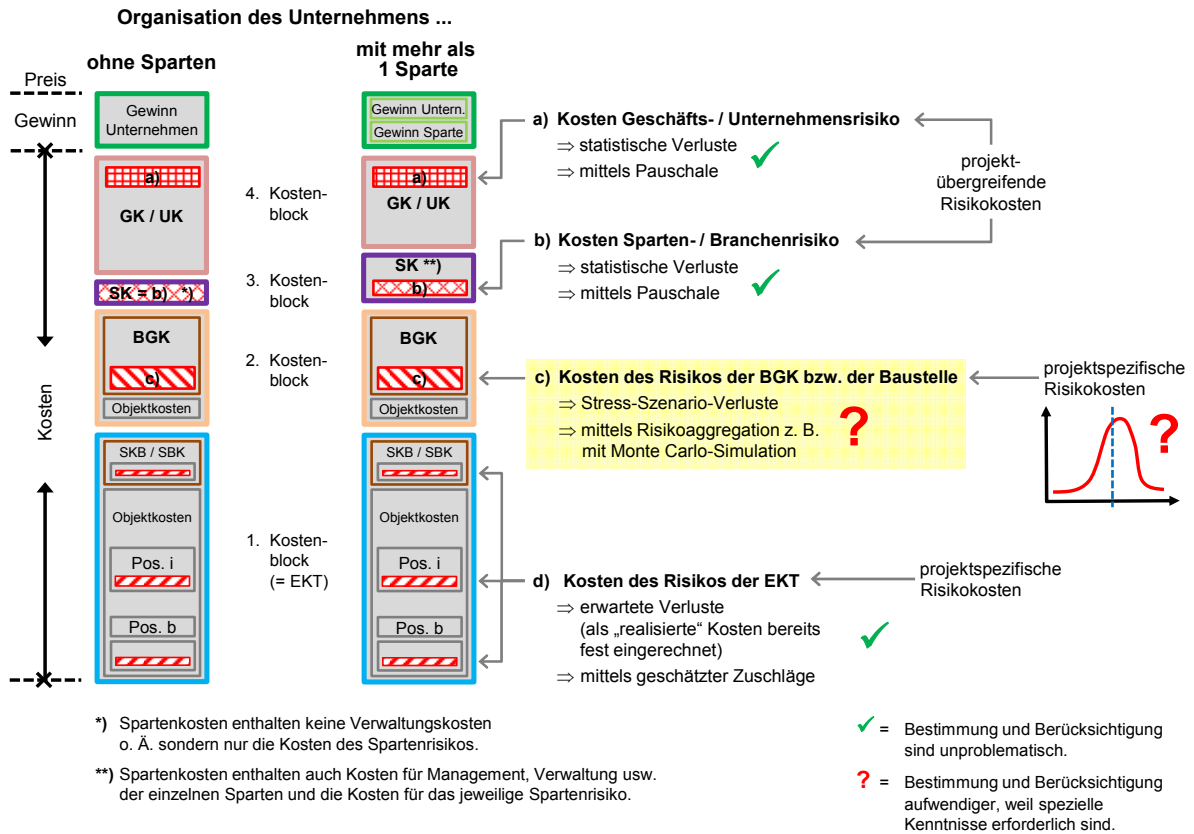 Organisation des Unternehmens ...
ohne Sparten
mit mehr als
1 Sparte
Preis
Gewinn
Kosten
Gewinn
Unternehmen
a)
GK / UK
SK = b) *)
BGK
c)
Objektkosten
SKB / SBK
Objektkosten
Pos. i
Pos. b
4. Kosten-
block
3. Kosten-
block
2. Kosten-
block
1. Kosten-
block
(= EKT)
Gewinn Untern.
Gewinn Sparte
a)
GK / UK
SK **)
b)
BGK
c)
Objektkosten
SKB / SBK
Objektkosten
Pos. i
Pos. b
a) Kosten Geschäfts- / Unternehmensrisiko
⇒ statistische Verluste
⇒ mittels Pauschale
projekt-
übergreifende
Risikokosten
b) Kosten Sparten- / Branchenrisiko
⇒ statistische Verluste
⇒ mittels Pauschale
c) Kosten des Risikos der BGK bzw. der Baustelle
⇒ Stress-Szenario-Verluste
⇒ mittels Risikoaggregation z. B.
mit Monte Carlo-Simulation
?
projektspezifische
Risikokosten
?
d) Kosten des Risikos der EKT
⇒ erwartete Verluste
(als „realisierte“ Kosten bereits
fest eingerechnet)
⇒ mittels geschätzter Zuschläge
projektspezifische
Risikokosten
*) Spartenkosten enthalten keine Verwaltungskosten
o. Ä. sondern nur die Kosten des Spartenrisikos.
**) Spartenkosten enthalten auch Kosten für Management, Verwaltung usw.
der einzelnen Sparten und die Kosten für das jeweilige Spartenrisiko.
✓ = Bestimmung und Berücksichtigung
sind unproblematisch.
? = Bestimmung und Berücksichtigung
aufwendiger, weil spezielle
Kenntnisse erforderlich sind.